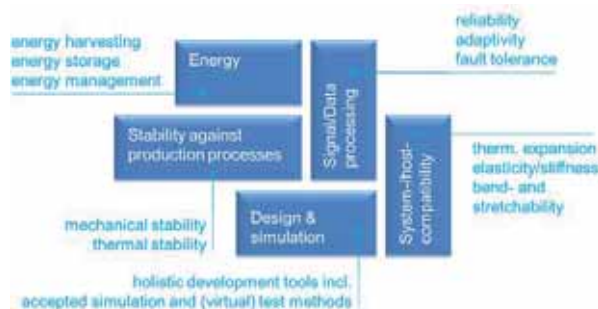 energy harvesting
energy storage
energy management
Energy
Signal/Data
processing
reliability
adaptivity
fault tolerance
Stability against
production processes
System-/host-
compatibility
therm. expansion
elasticity/stiffness
bend- and
stretchability
mechanical stability
thermal stability
Design &
simulation
holistic development tools incl.
accepted simulation and (virtual) test methods